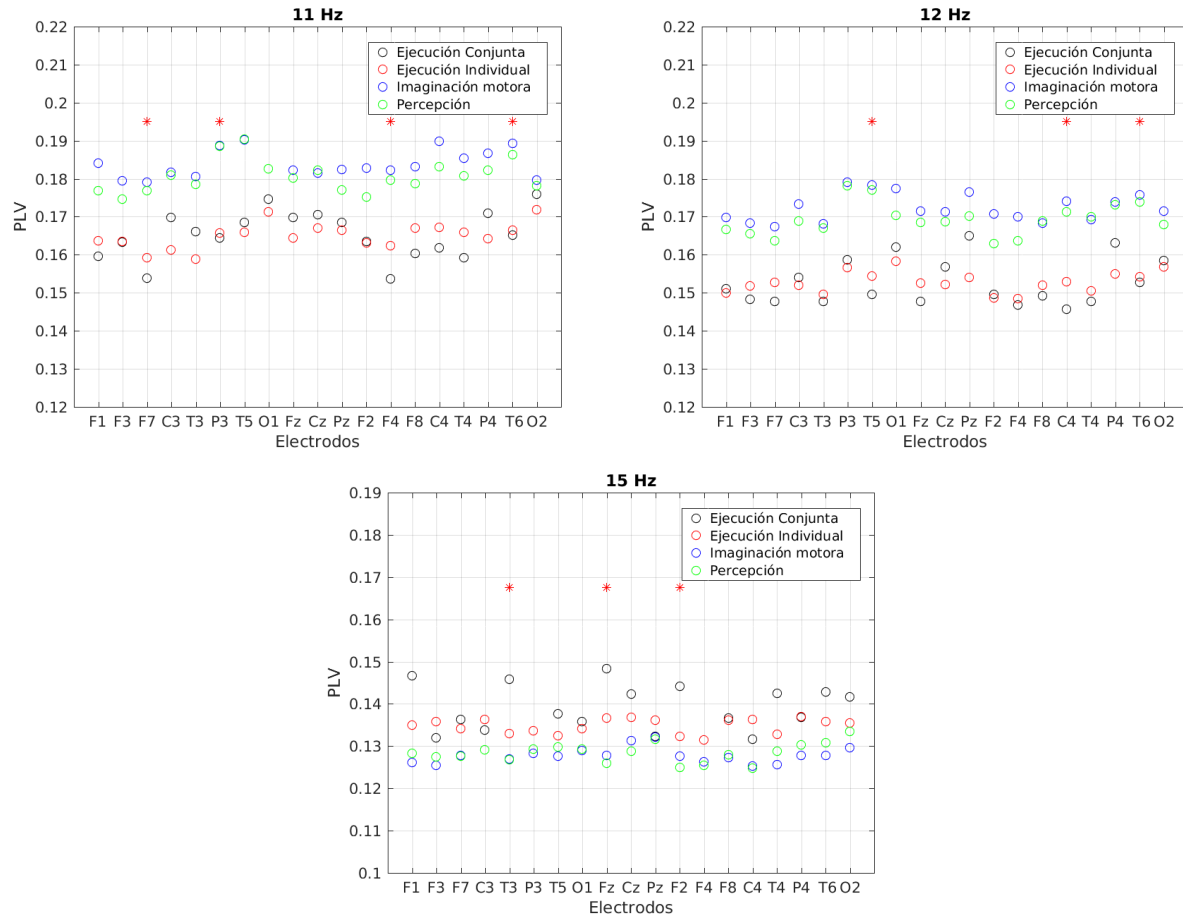 11 Hz
0.22
0.21
0.2
0.19
0.18
0.17
0.16
0.15
0.14
0.13
0.12
PLV
Ejecución Conjunta
Ejecución Individual
Imaginación motora
Percepción
F1 F3 F7 C3 T3 P3 T5 O1 Fz Cz Pz F2 F4 F8 C4 T4 P4 T6 O2
Electrodos
12 Hz
0.22
0.21
0.2
0.19
0.18
0.17
0.16
0.15
0.14
0.13
0.12
PLV
Ejecución Conjunta
Ejecución Individual
Imaginación motora
Percepción
F1 F3 F7 C3 T3 P3 T5 O1 Fz Cz Pz F2 F4 F8 C4 T4 P4 T6 O2
Electrodos
15 Hz
0.19
0.18
0.17
0.16
0.15
0.14
0.13
0.12
0.11
0.1
PLV
Ejecución Conjunta
Ejecución Individual
Imaginación motora
Percepción
F1 F3 F7 C3 T3 P3 T5 O1 Fz Cz Pz F2 F4 F8 C4 T4 P4 T6 O2
Electrodos